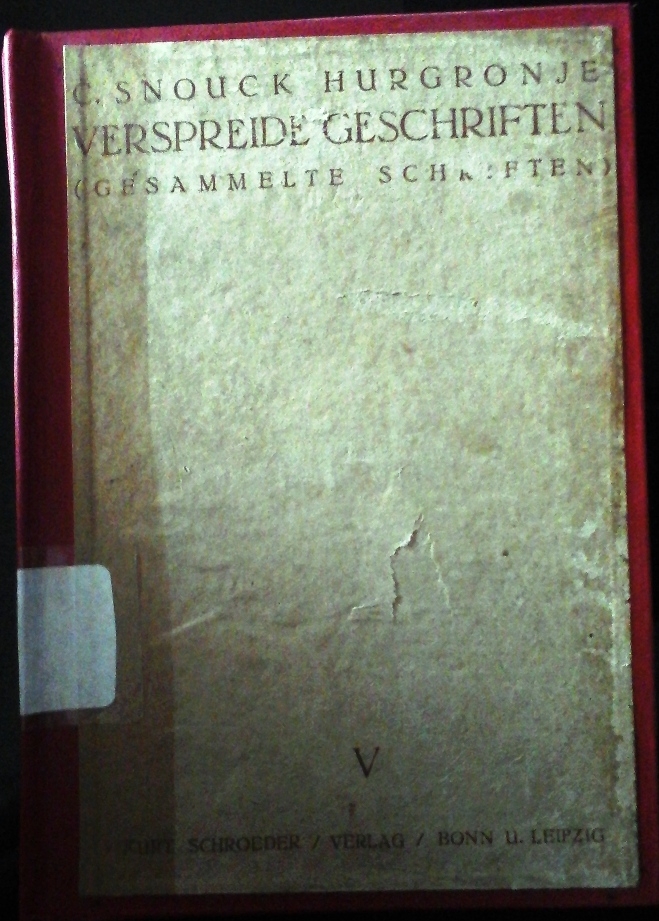 C. SNOUCK HURGRONJE
VERSPREIDE GESCHRIFTEN
(GESAMMELTE SCHRIFTEN)
V
KURT SCHROEDER / VERLAG / BONN U. LEIPZIG